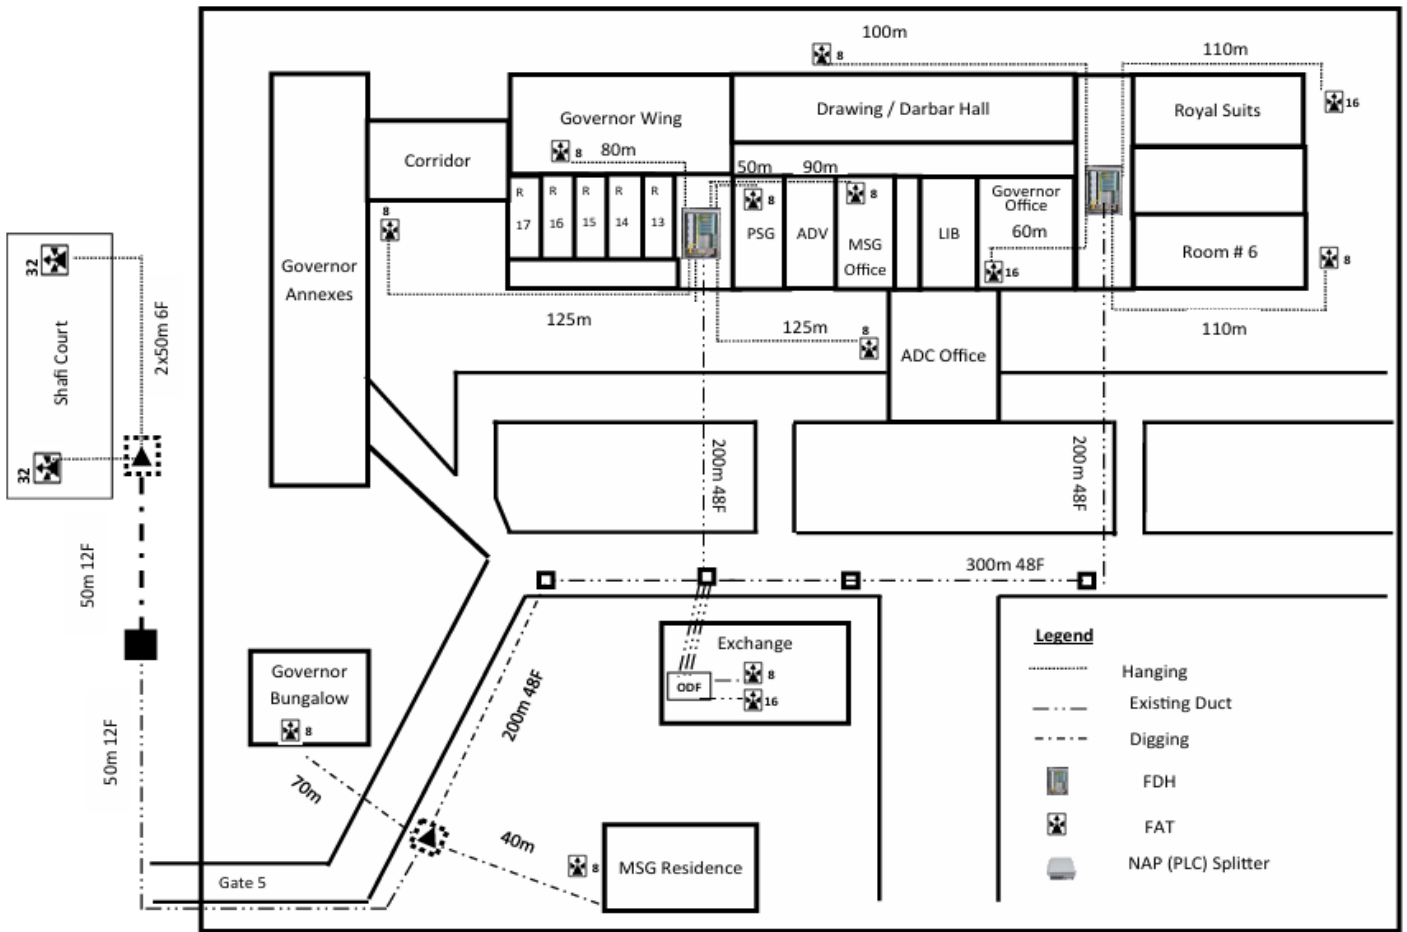 100m
8
110m
16
Governor Wing
Drawing / Darbar Hall
Royal Suits
Corridor
8
80m
50m
90m
R
17
R
16
R
15
R
14
R
13
8
PSG
ADV
8
MSG
Office
LIB
Governor
Office
60m
16
Room # 6
8
8
Governor
Annexes
125m
125m
8
110m
ADC Office
32
Shafi Court
32
2x50m 6F
200m 48F
200m 48F
50m 12F
300m 48F
Exchange
ODF
8
16
Governor
Bungalow
8
200m 48F
50m 12F
70m
40m
8
MSG Residence
Gate 5
Legend
Hanging
Existing Duct
Digging
FDH
FAT
NAP (PLC) Splitter